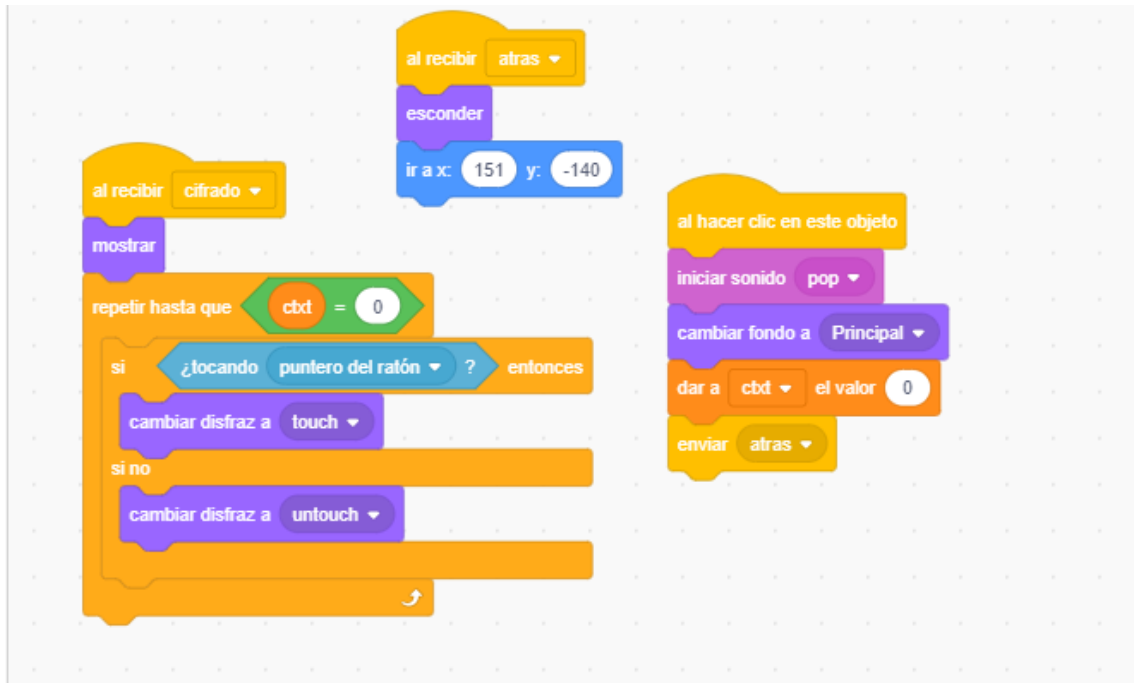 al recibir atras
esconder
ir a x: 151 y: -140
al recibir cifrado
mostrar
repetir hasta que ctxt = 0
si ¿tocando puntero del ratón ? entonces
cambiar disfraz a touch
si no
cambiar disfraz a untouch
al hacer clic en este objeto
iniciar sonido pop
cambiar fondo a Principal
dar a ctxt el valor 0
enviar atras